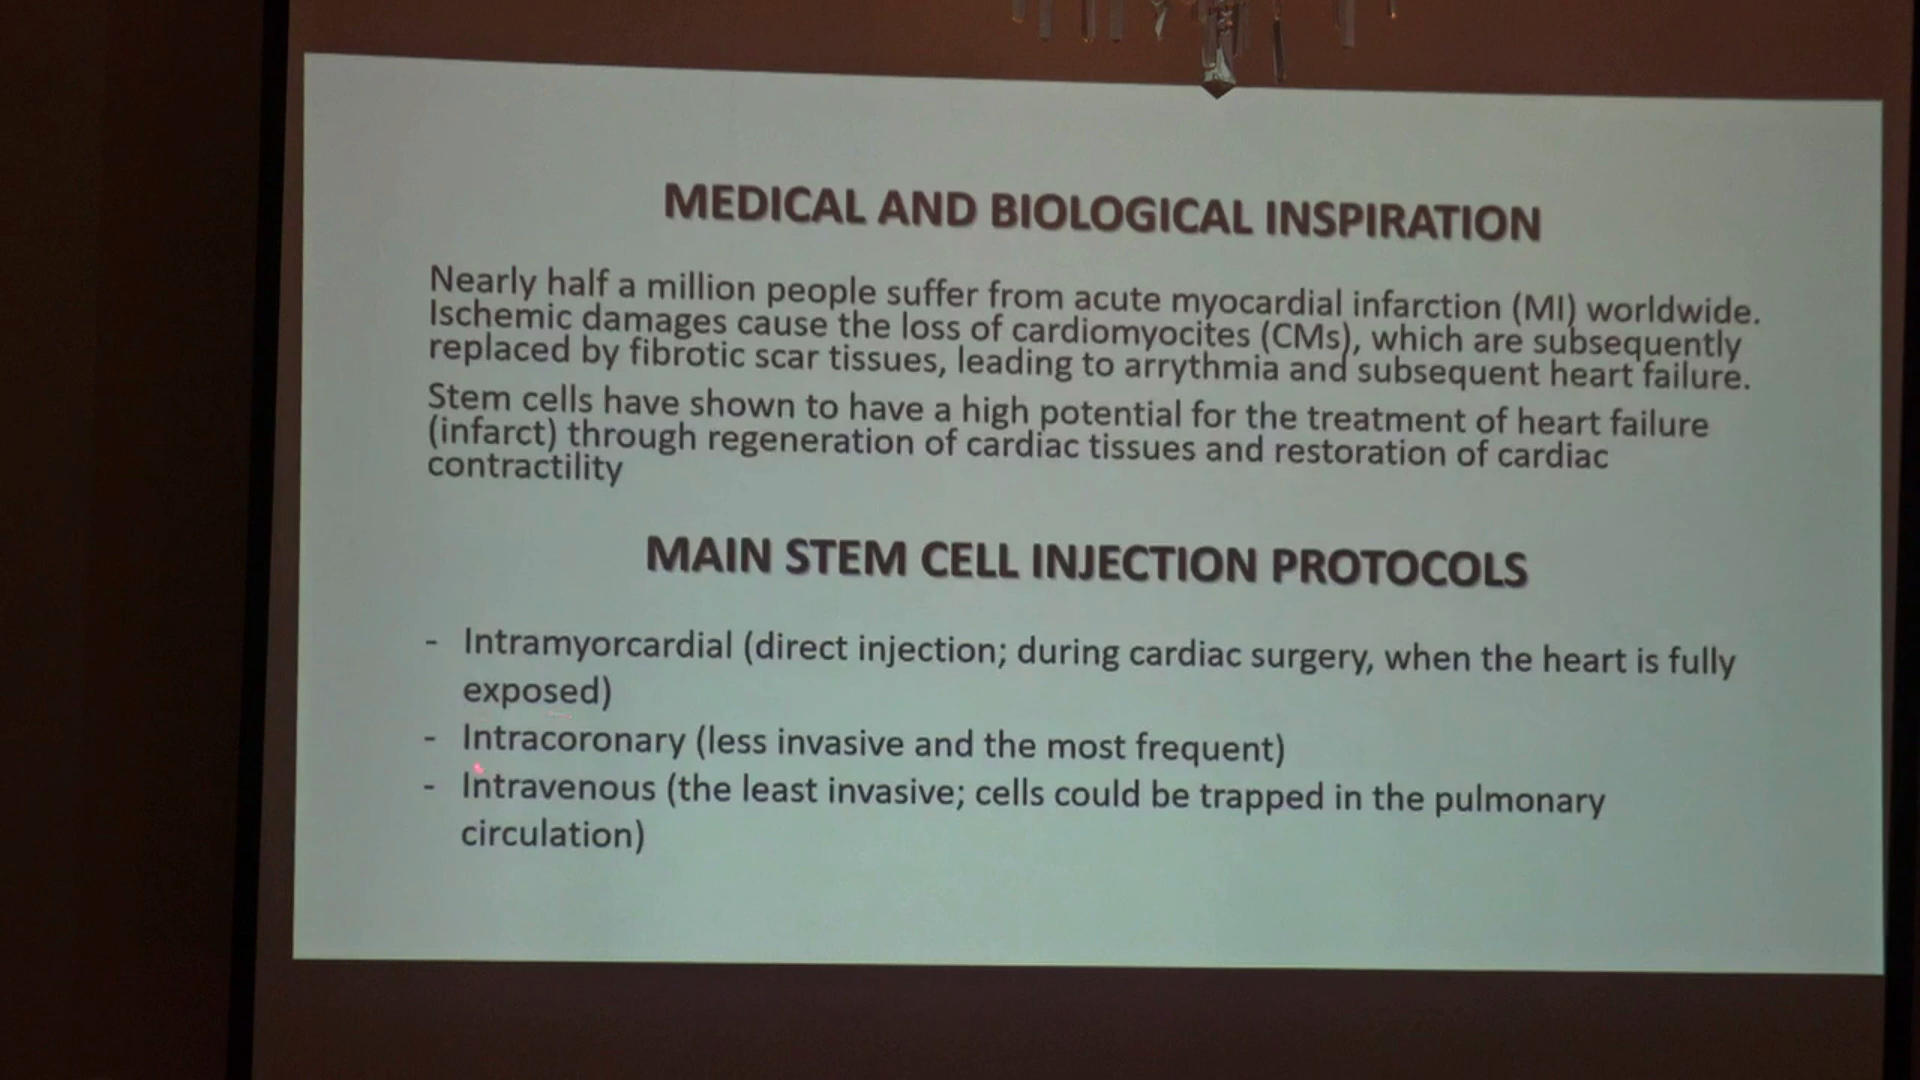 MEDICAL AND BIOLOGICAL INSPIRATION
Nearly half a million people suffer from acute myocardial infarction (MI) worldwide.
Ischemic damages cause the loss of cardiomyocites (CMs), which are subsequently
replaced by fibrotic scar tissues, leading to arrythmia and subsequent heart failure.
Stem cells have shown to have a high potential for the treatment of heart failure
(infarct) through regeneration of cardiac tissues and restoration of cardiac
contractility
MAIN STEM CELL INJECTION PROTOCOLS
- Intramyorcardial (direct injection; during cardiac surgery, when the heart is fully
exposed)
- Intracoronary (less invasive and the most frequent)
- Intravenous (the least invasive; cells could be trapped in the pulmonary
circulation)